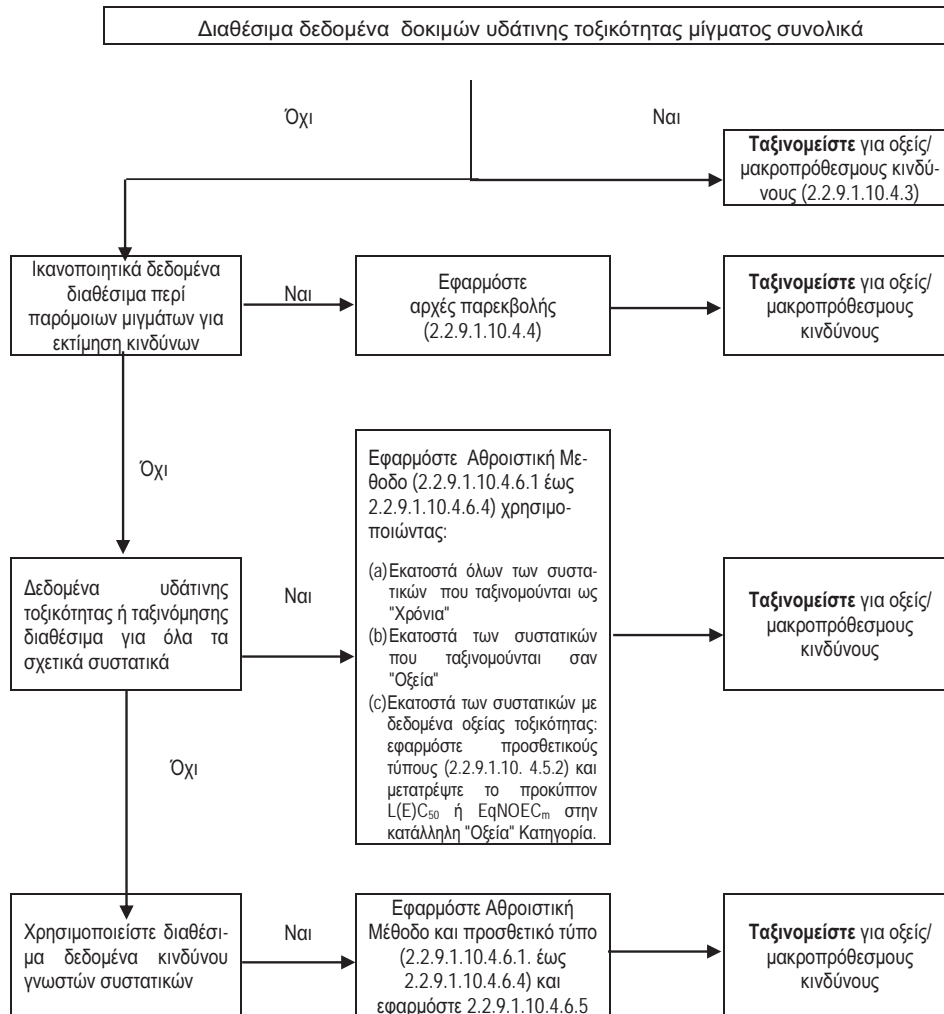 Διαθέσιμα δεδομένα δοκιμών υδάτινης τοξικότητας μίγματος συνολικά
Όχι
Ναι
Ταξινομείστε για οξείς/
μακροπρόθεσμους κινδύ-
νους (2.2.9.1.10.4.3)
Ικανοποιητικά δεδομένα
διαθέσιμα περί
παρόμοιων μιγμάτων για
εκτίμηση κινδύνων
Ναι
Εφαρμόστε
αρχές παρεκβολής
(2.2.9.1.10.4.4)
Ταξινομείστε για οξείς/
μακροπρόθεσμους
κινδύνους
Όχι
Δεδομένα υδάτινης
τοξικότητας ή ταξινόμησης
διαθέσιμα για όλα τα
σχετικά συστατικά
Ναι
Εφαρμόστε Αθροιστική Με-
θοδο (2.2.9.1.10.4.6.1 έως
2.2.9.1.10.4.6.4) χρησιμο-
ποιώντας:
(a) Εκατοστά όλων των συστα-
τικών που ταξινομούνται ως
"Χρόνια"
(b) Εκατοστά των συστατικών
που ταξινομούνται σαν
"Οξεία"
(c) Εκατοστά των συστατικών με
δεδομένα οξείας τοξικότητας:
εφαρμόστε προσθετικούς
τύπους (2.2.9.1.10. 4.5.2) και
μετατρέψτε το προκύπτον
L(E)C₅₀ ή EqNOECₘ στην
κατάλληλη "Οξεία" Κατηγορία.
Ταξινομείστε για οξείς/
μακροπρόθεσμους
κινδύνους
Όχι
Χρησιμοποιείστε διαθέσι-
μα δεδομένα κινδύνου
γνωστών συστατικών
Ναι
Εφαρμόστε Αθροιστική
Μέθοδο και προσθετικό τύπο
(2.2.9.1.10.4.6.1. έως
2.2.9.1.10.4.6.4) και
εφαρμόστε 2.2.9.1.10.4.6.5
Ταξινομείστε για οξείς/
μακροπρόθεσμους
κινδύνους